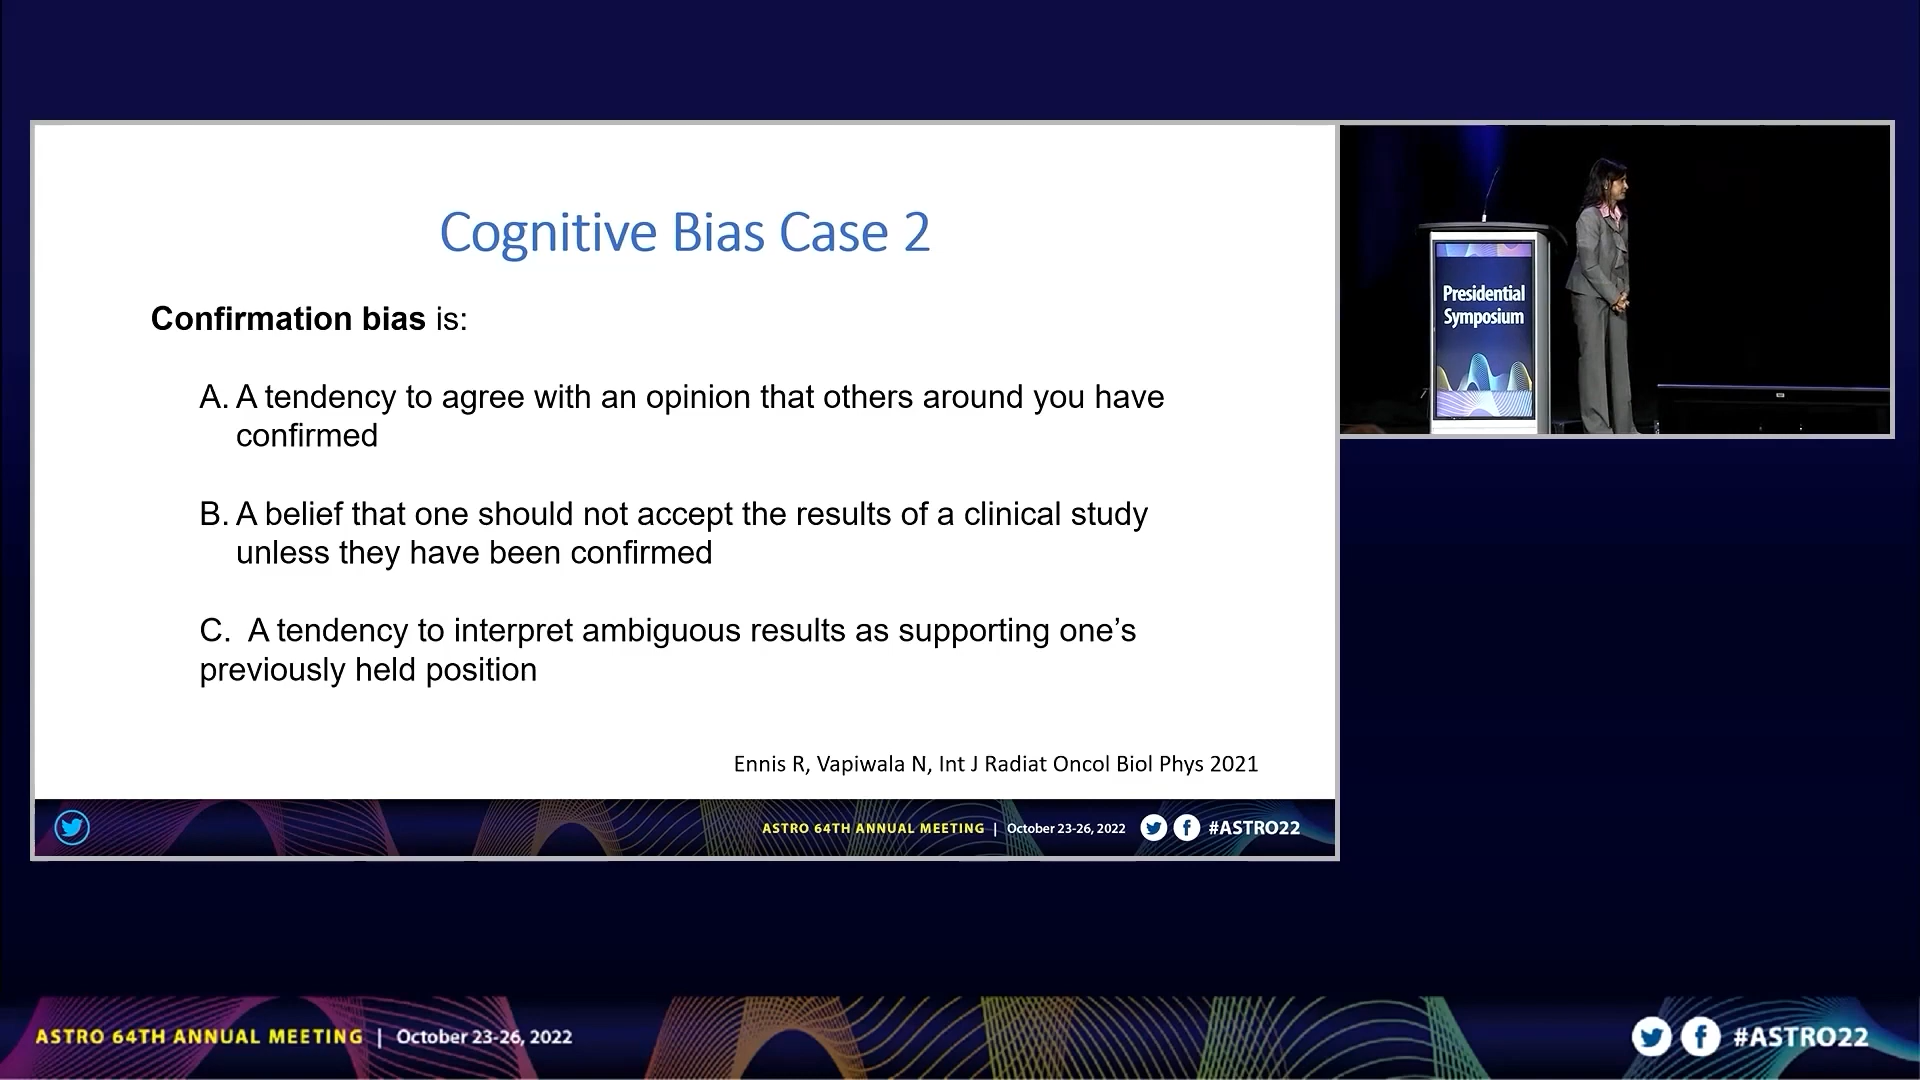 Cognitive Bias Case 2
Confirmation bias is:
A. A tendency to agree with an opinion that others around you have
confirmed
B. A belief that one should not accept the results of a clinical study
unless they have been confirmed
C. A tendency to interpret ambiguous results as supporting one’s
previously held position
Ennis R, Vapiwala N, Int J Radiat Oncol Biol Phys 2021
ASTRO 64TH ANNUAL MEETING | October 23-26, 2022 #ASTRO22
Presidential
Symposium
ASTRO 64TH ANNUAL MEETING | October 23-26, 2022
#ASTRO22